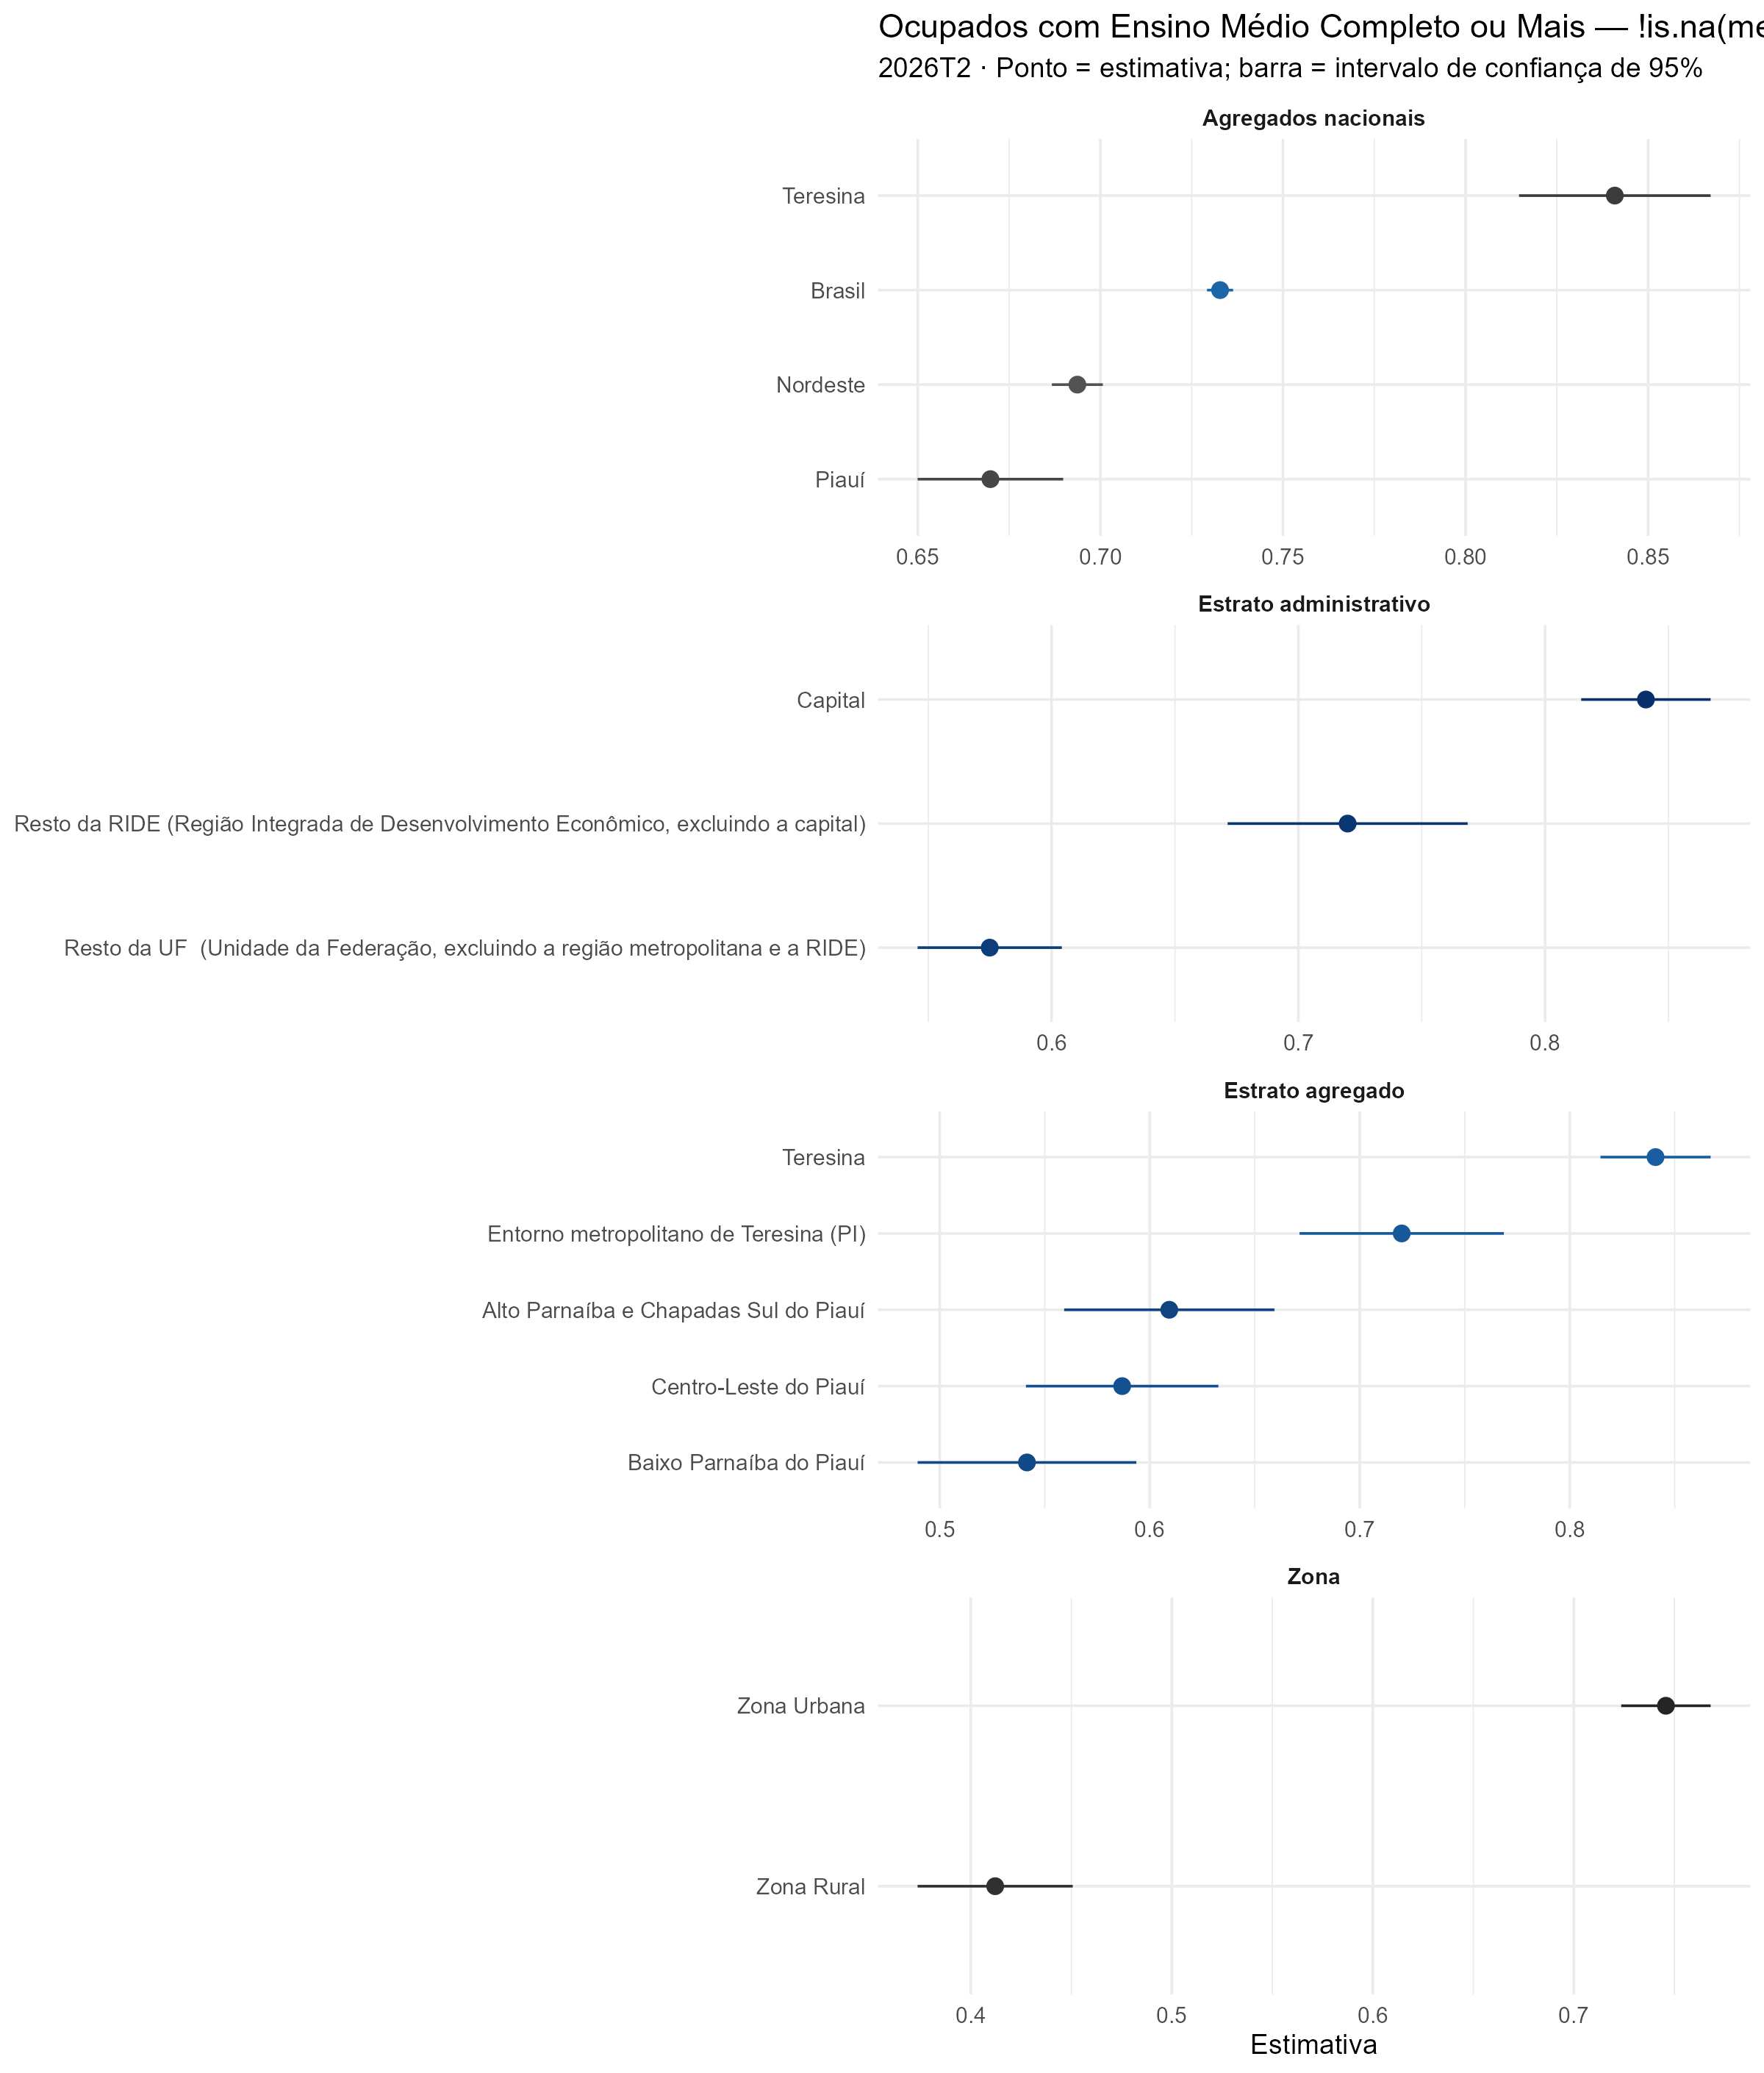 Ocupados com Ensino Médio Completo ou Mais — !is.na(me
2026T2 · Ponto = estimativa; barra = intervalo de confiança de 95%
Agregados nacionais
Teresina
Brasil
Nordeste
Piauí
0.65 0.70 0.75 0.80 0.85
Estrato administrativo
Capital
Resto da RIDE (Região Integrada de Desenvolvimento Econômico, excluindo a capital)
Resto da UF  (Unidade da Federação, excluindo a região metropolitana e a RIDE)
0.6 0.7 0.8
Estrato agregado
Teresina
Entorno metropolitano de Teresina (PI)
Alto Parnaíba e Chapadas Sul do Piauí
Centro-Leste do Piauí
Baixo Parnaíba do Piauí
0.5 0.6 0.7 0.8
Zona
Zona Urbana
Zona Rural
0.4 0.5 0.6 0.7
Estimativa